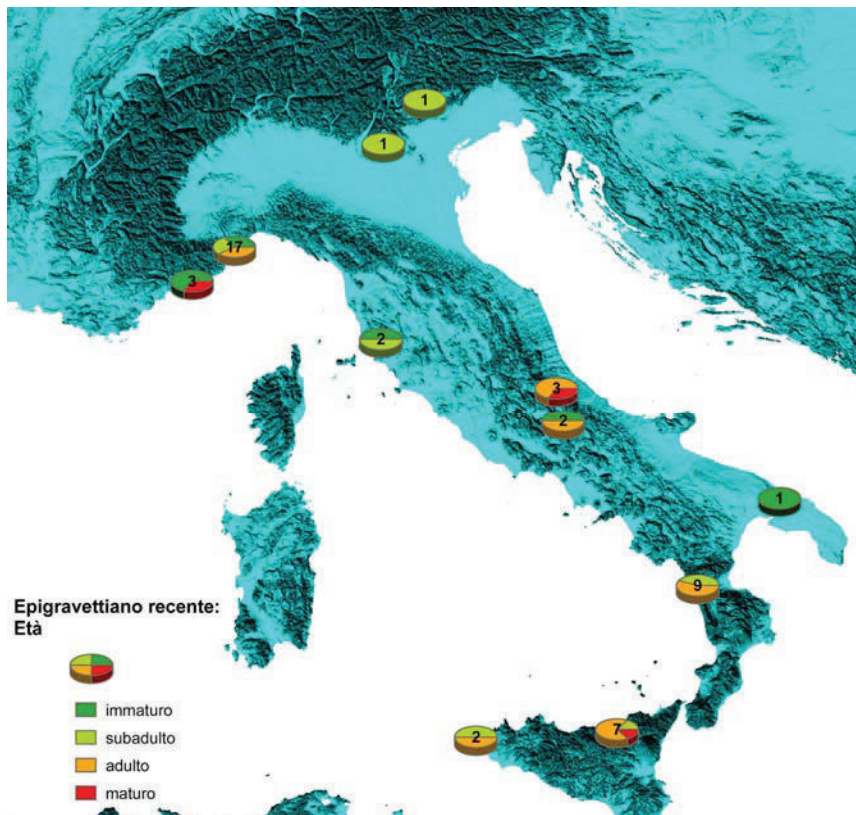 1
1
17
3
2
3
2
1
9
Epigravettiano recente:
Età
immaturo
subadulto
adulto
maturo
2
7